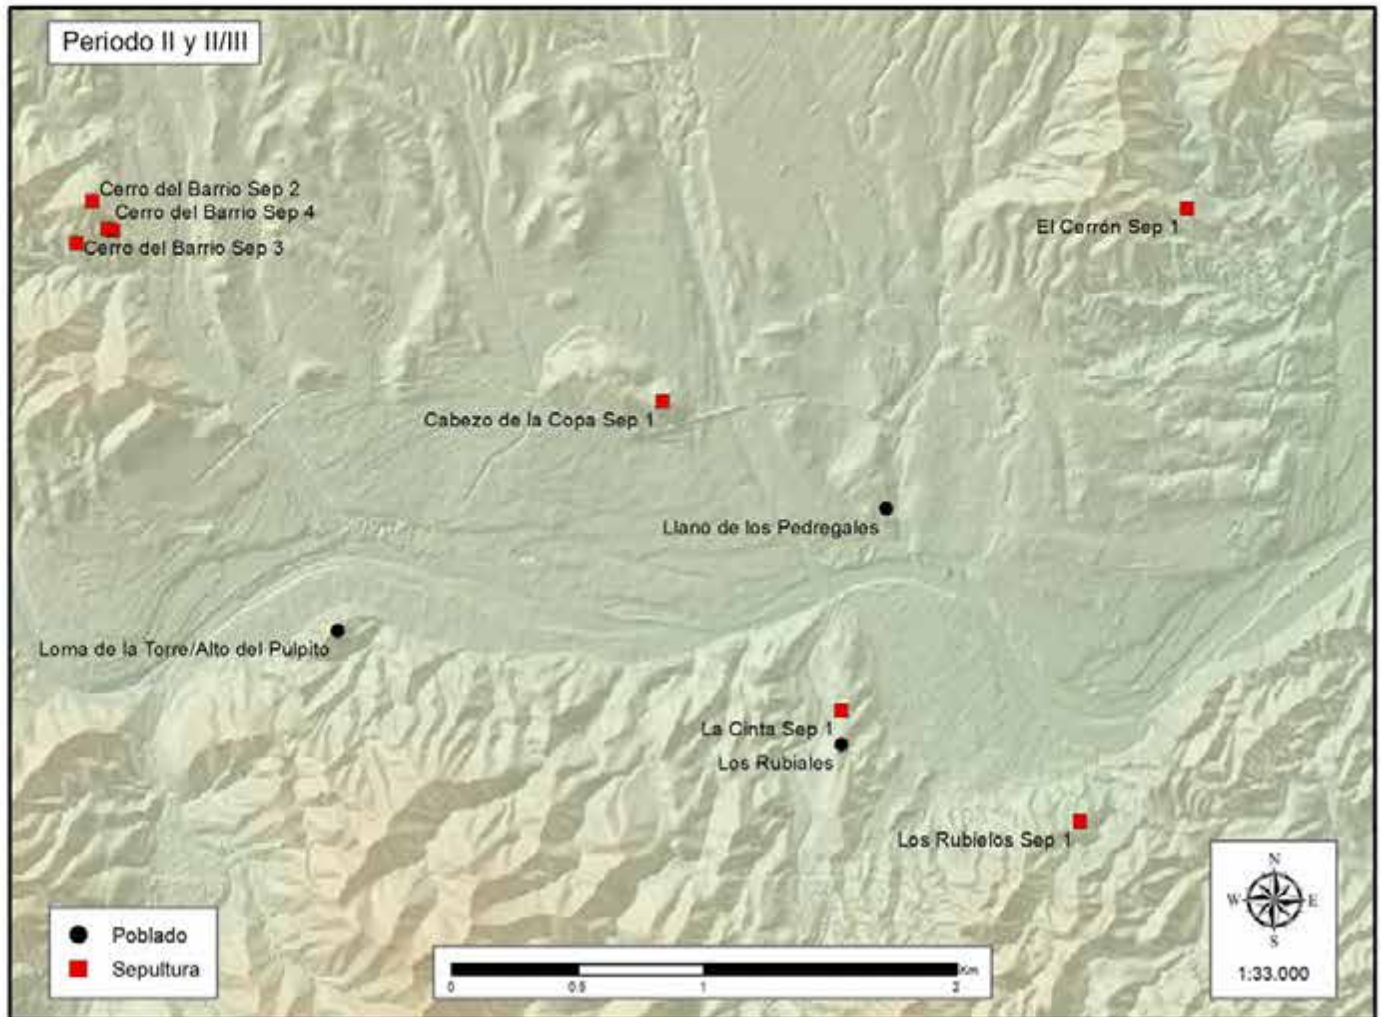 Periodo II y II/III
Cerro del Barrio Sep 2
Cerro del Barrio Sep 4
Cerro del Barrio Sep 3
El Cerrón Sep 1
Cabezo de la Copa Sep 1
Llano de los Pedregales
Loma de la Torre/Alto del Pulpito
La Cinta Sep 1
Los Rubiales
Los Rubielos Sep 1
Poblado
Sepultura
Km
0 0.5 1 2
N
W E
S
1:33.000